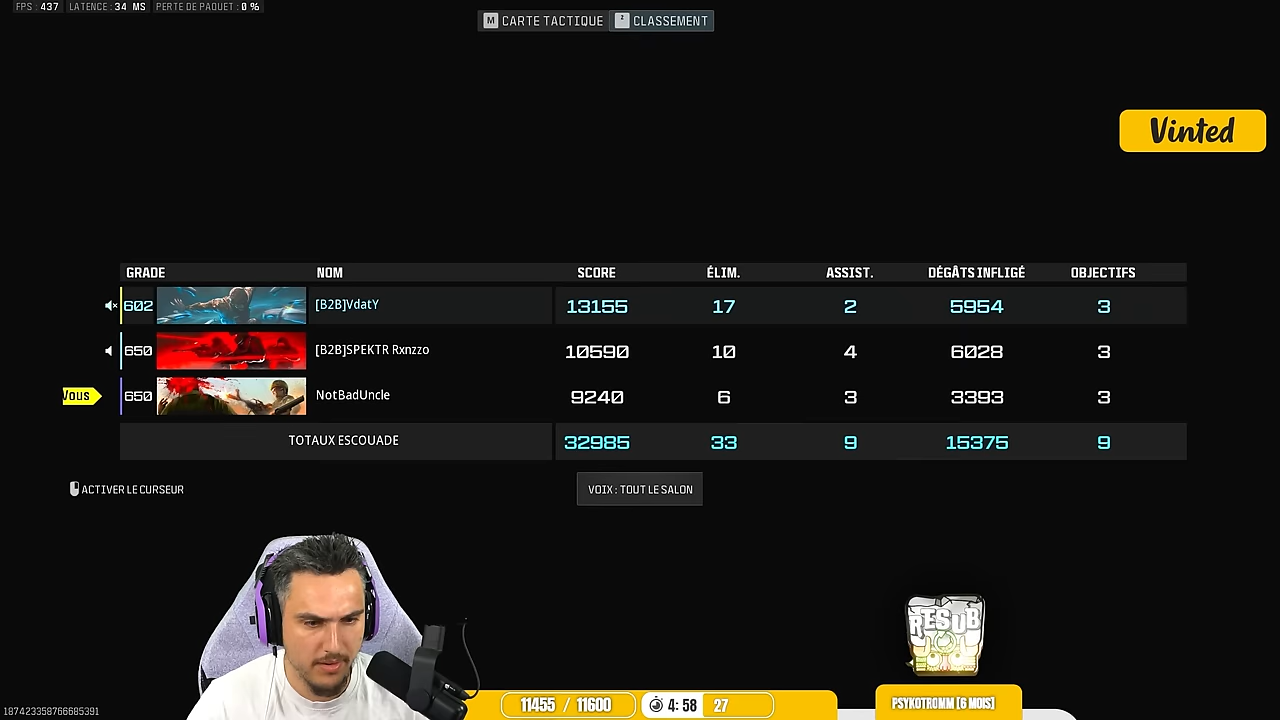 FPS : 437 LATENCE : 34 MS PERTE DE PAQUET : 0 %
M CARTE TACTIQUE CLASSEMENT
Vinted
GRADE NOM SCORE ÉLIM. ASSIST. DÉGÂTS INFLIGÉ OBJECTIFS
602 [B2B]VdatY 13155 17 2 5954 3
650 [B2B]SPEKTR Rxnzzo 10590 10 4 6028 3
Vous 650 NotBadUncle 9240 6 3 3393 3
TOTAUX ESCOUADE 32985 33 9 15375 9
ACTIVER LE CURSEUR VOIX : TOUT LE SALON
RESUB
11455 / 11600 4:58 27 PSYKOTROMM [6 MOIS]
187423358766685391